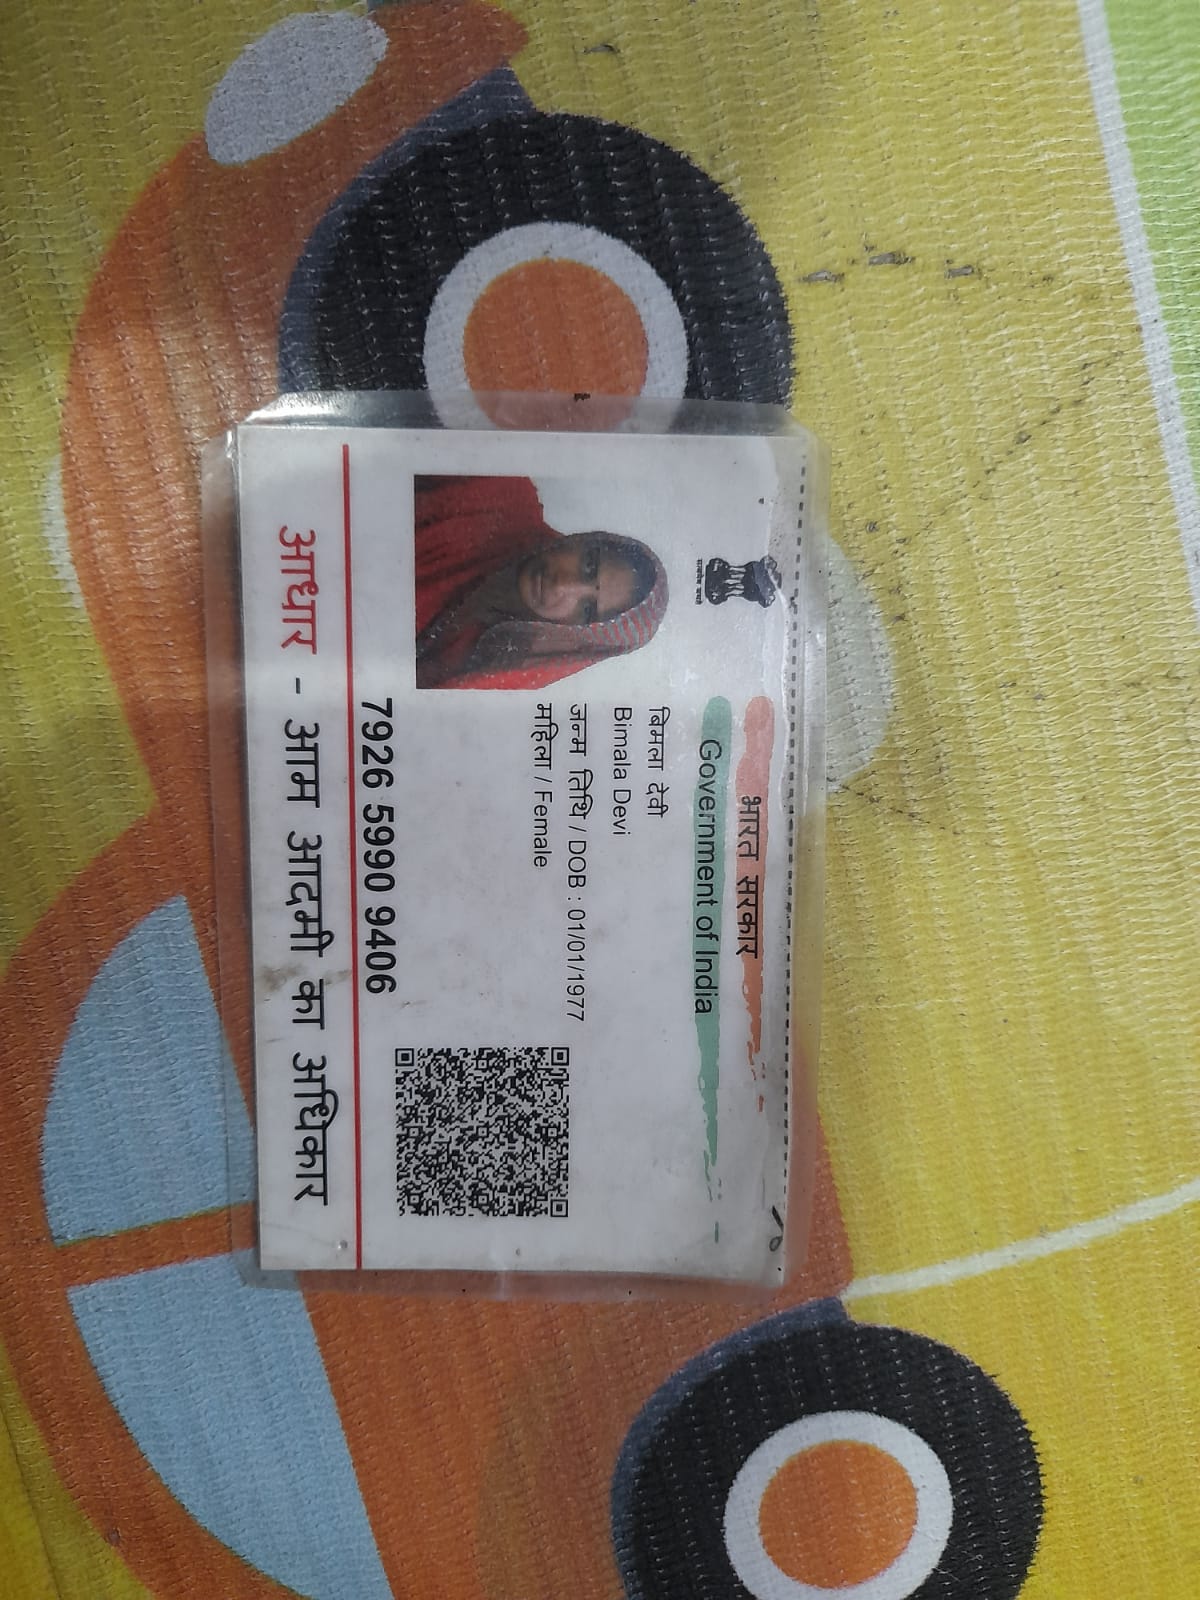 भारत सरकार
Government of India
बिमला देवी
Bimala Devi
जन्म तिथि / DOB : 01/01/1977
महिला / Female
7926 5990 9406
आधार - आम आदमी का अधिकार